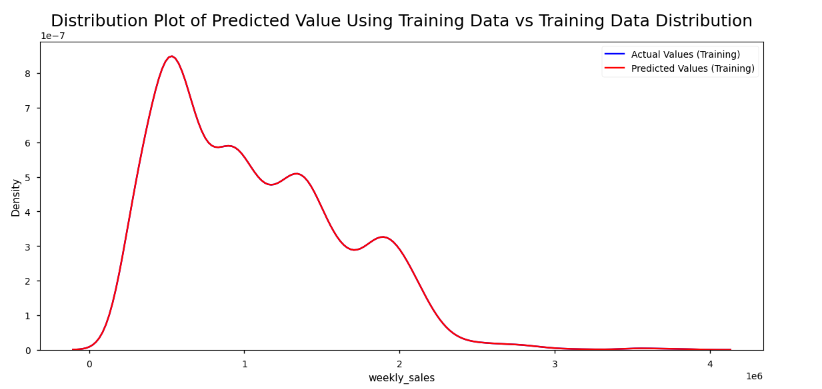 Distribution Plot of Predicted Value Using Training Data vs Training Data Distribution
1e−7
Actual Values (Training)
Predicted Values (Training)
8
7
6
5
4
3
2
1
0
Density
0 1 2 3 4
1e6
weekly_sales